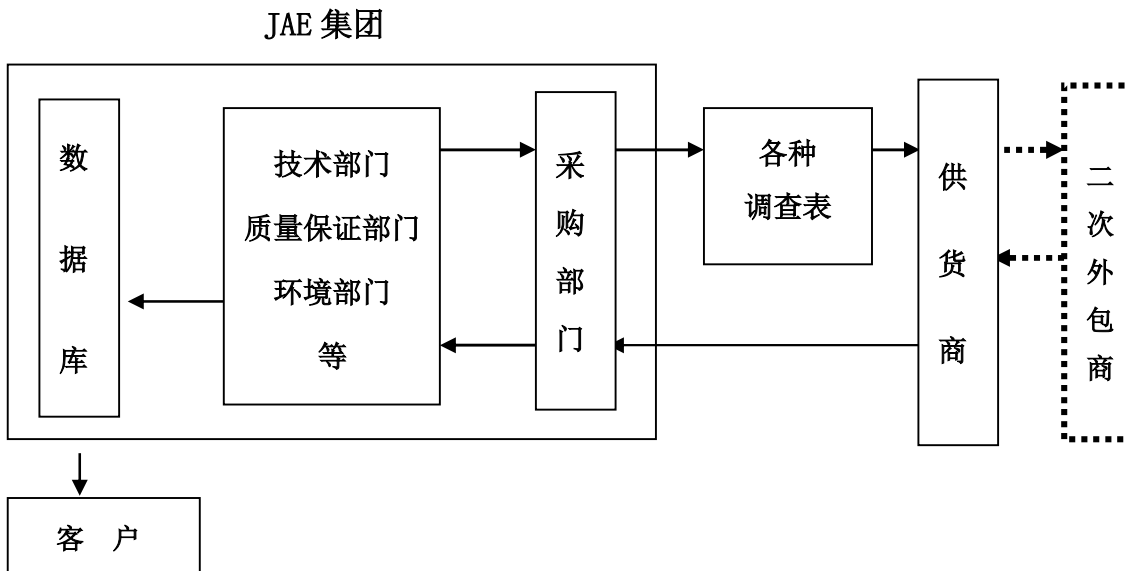 JAE 集团
数据库
技术部门
质量保证部门
环境部门
等
采购部门
各种
调查表
供货商
二次外包商
客 户